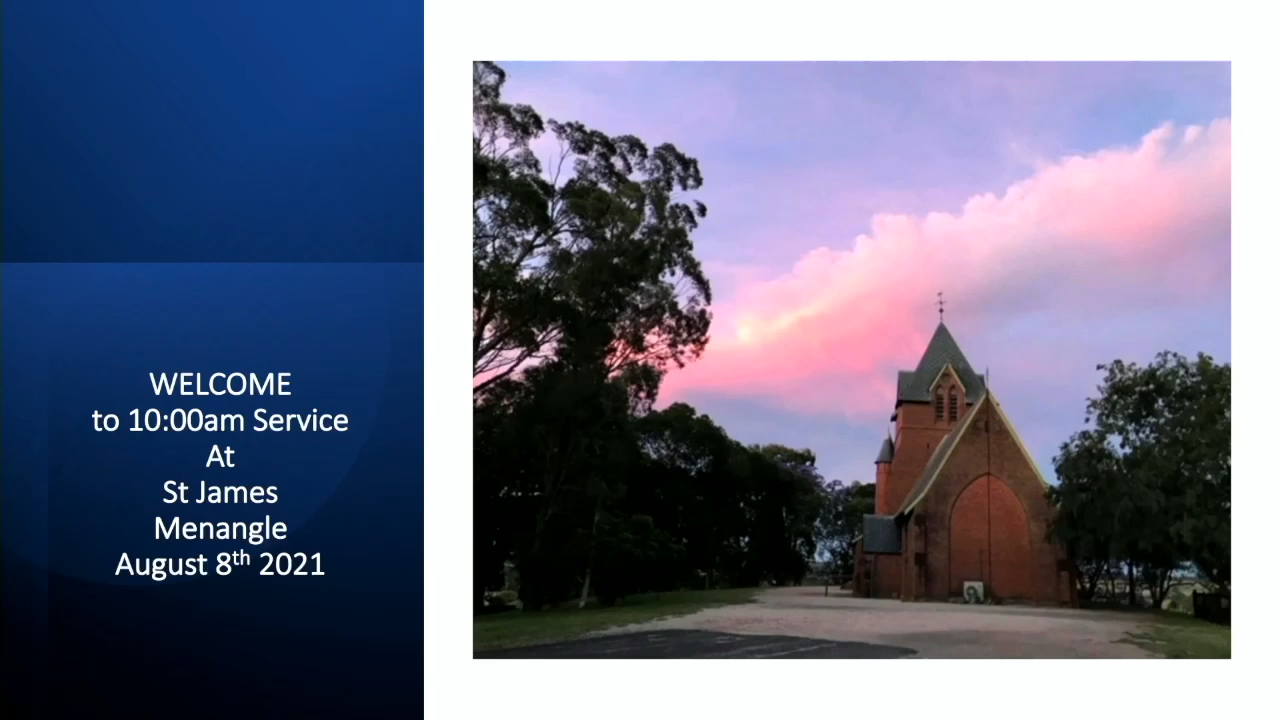 WELCOME
to 10:00am Service
At
St James
Menangle
August 8th 2021